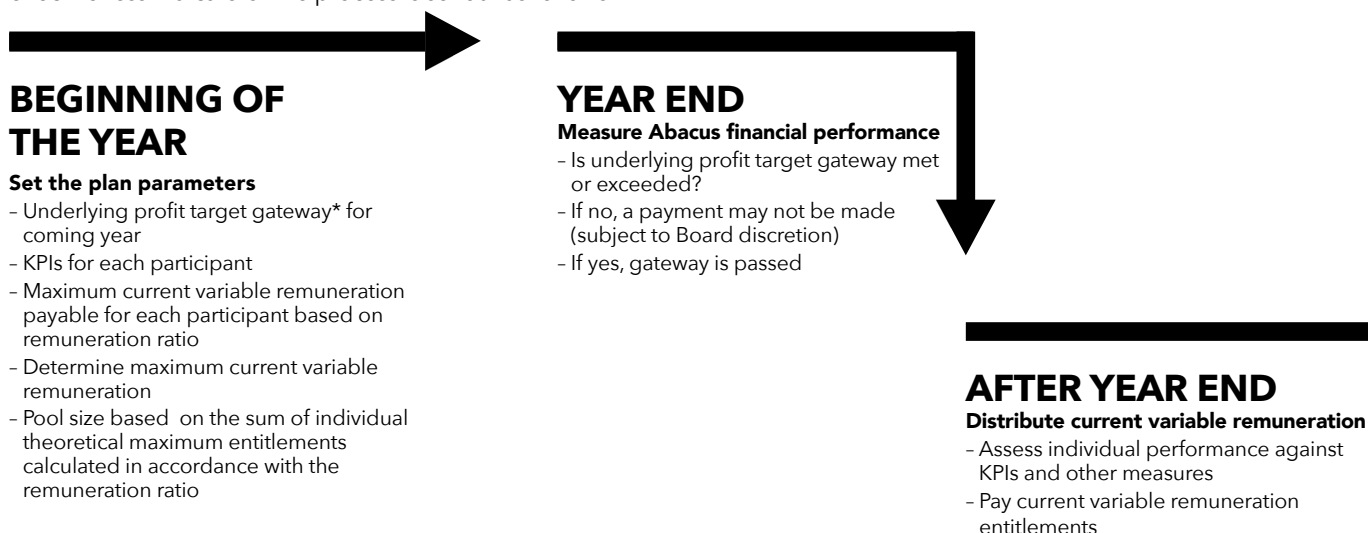 BEGINNING OF
THE YEAR
Set the plan parameters
– Underlying profit target gateway* for
coming year
– KPIs for each participant
– Maximum current variable remuneration
payable for each participant based on
remuneration ratio
– Determine maximum current variable
remuneration
– Pool size based on the sum of individual
theoretical maximum entitlements
calculated in accordance with the
remuneration ratio
YEAR END
Measure Abacus financial performance
– Is underlying profit target gateway met
or exceeded?
– If no, a payment may not be made
(subject to Board discretion)
– If yes, gateway is passed
AFTER YEAR END
Distribute current variable remuneration
– Assess individual performance against
KPIs and other measures
– Pay current variable remuneration
entitlements